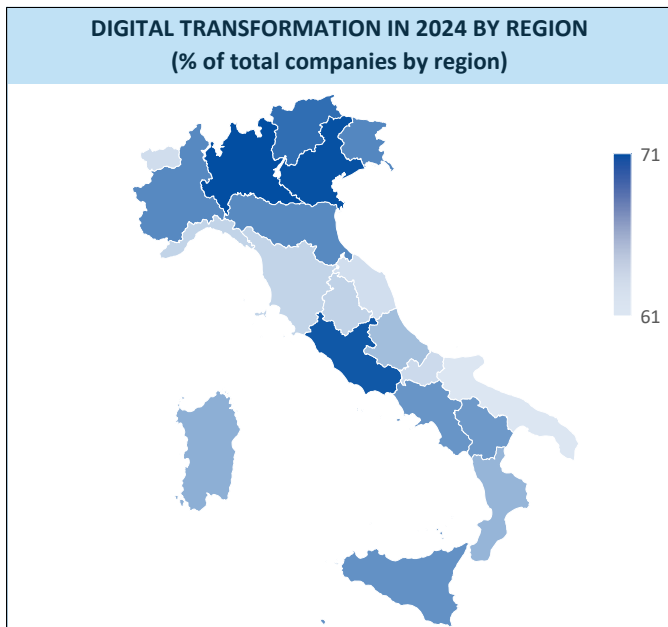 DIGITAL TRANSFORMATION IN 2024 BY REGION
(% of total companies by region)
71
61